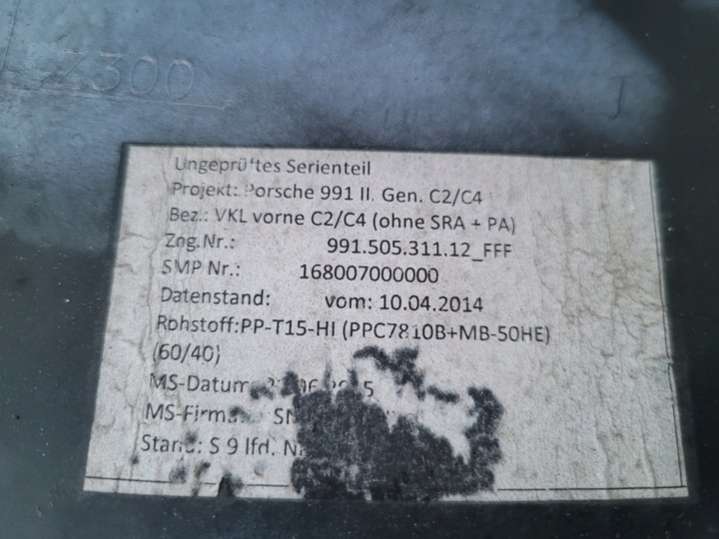 Z300
Ungeprüftes Serienteil
Projekt: Porsche 991 II. Gen. C2/C4
Bez.: VKL vorne C2/C4 (ohne SRA + PA)
Zng.Nr.: 991.505.311.12_FFF
SMP Nr.: 168007000000
Datenstand: vom: 10.04.2014
Rohstoff:PP-T15-HI (PPC7810B+MB-50HE)
(60/40)
MS-Datum
MS-Firma
Stand: S 9 lfd.